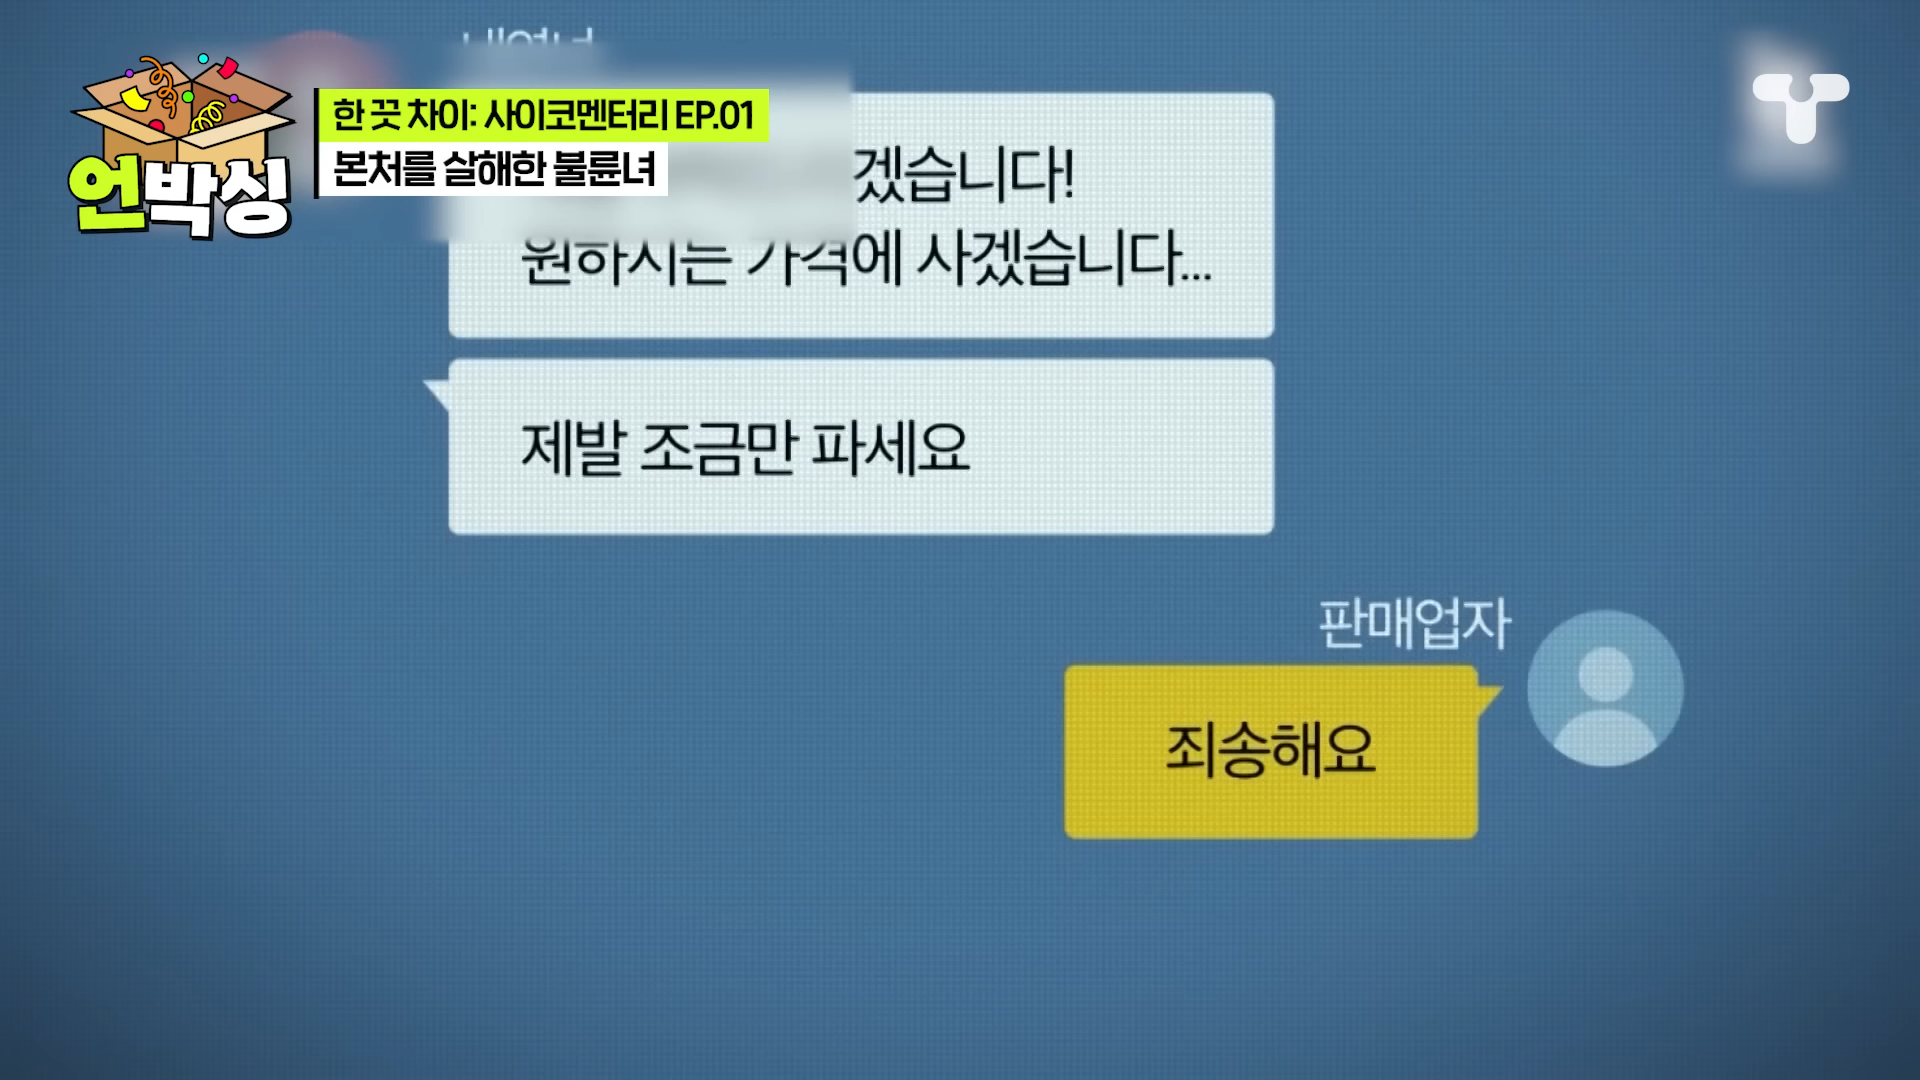 한 끗 차이: 사이코멘터리 EP.01
본처를 살해한 불륜녀
언박싱
겠습니다!
원하시는 가격에 사겠습니다...
제발 조금만 파세요
판매업자
죄송해요